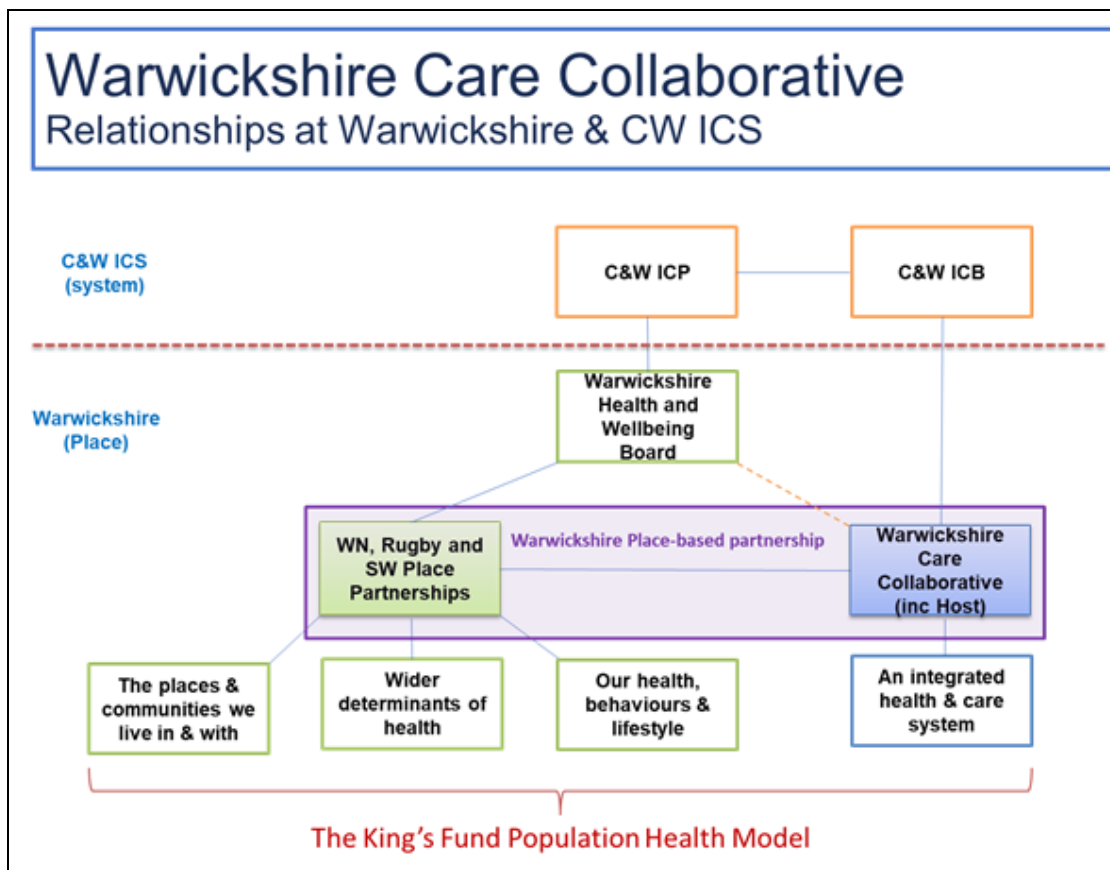 Warwickshire Care Collaborative
Relationships at Warwickshire & CW ICS
C&W ICS
(system)
C&W ICP
C&W ICB
Warwickshire
(Place)
Warwickshire
Health and
Wellbeing
Board
WN, Rugby and
SW Place
Partnerships
Warwickshire Place-based partnership
Warwickshire
Care
Collaborative
(inc Host)
The places &
communities we
live in & with
Wider
determinants of
health
Our health,
behaviours &
lifestyle
An integrated
health & care
system
The King's Fund Population Health Model